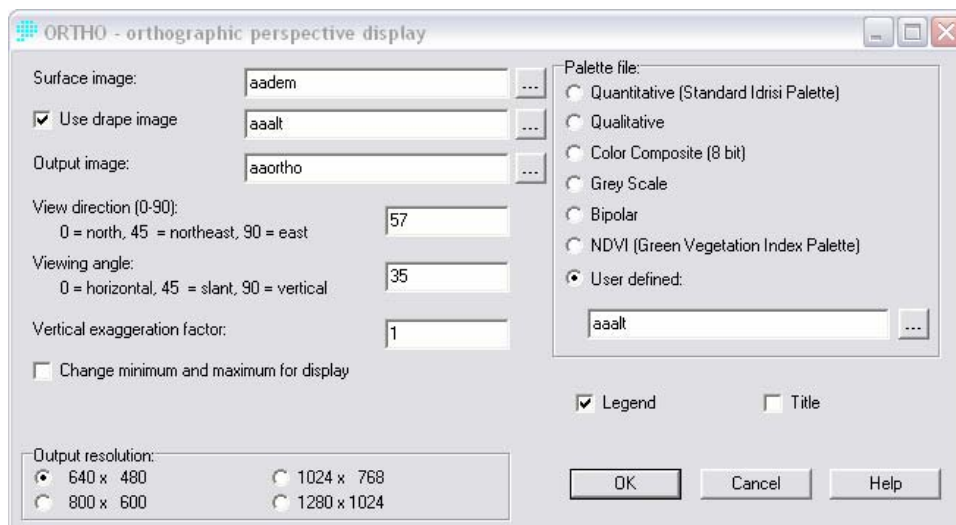 ORTHO - orthographic perspective display
Surface image:
aadem
...
Use drape image
aaalt
...
Output image:
aaortho
...
View direction (0-90):
0 = north, 45 = northeast, 90 = east
57
Viewing angle:
0 = horizontal, 45 = slant, 90 = vertical
35
Vertical exaggeration factor:
1
Change minimum and maximum for display
Output resolution:
640 x 480
1024 x 768
800 x 600
1280 x 1024
Palette file:
Quantitative (Standard Idrisi Palette)
Qualitative
Color Composite (8 bit)
Grey Scale
Bipolar
NDVI (Green Vegetation Index Palette)
User defined:
aaalt
...
Legend
Title
OK
Cancel
Help